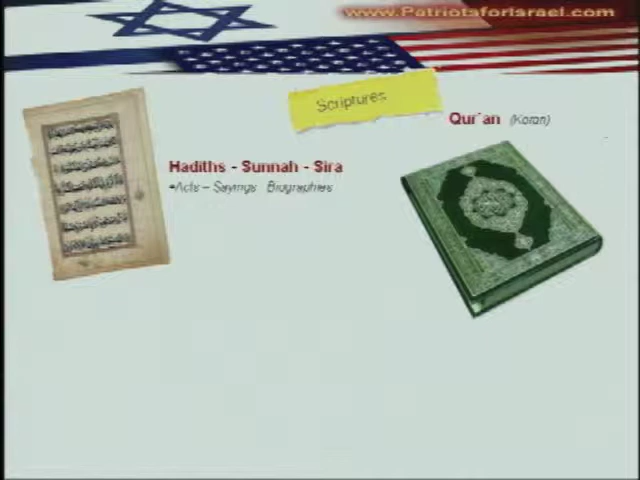 www.PatriotsforIsrael.com
Scriptures
Qur'an (Koran)
Hadiths - Sunnah - Sira
Acts – Sayings Biographies